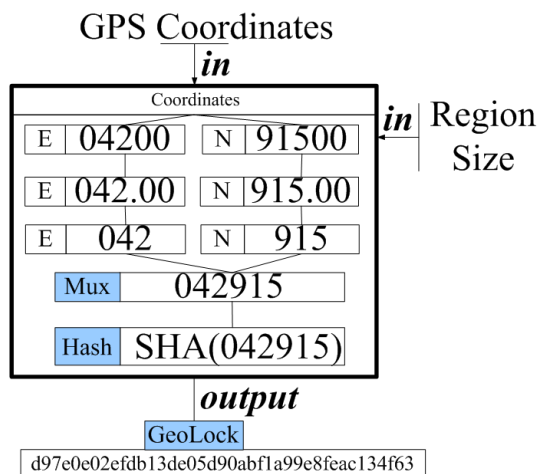 GPS Coordinates
in
Coordinates
in
Region
Size
E 04200 N 91500
E 042.00 N 915.00
E 042 N 915
Mux 042915
Hash SHA(042915)
output
GeoLock
d97e0e02efdb13de05d90abf1a99e8feac134f63